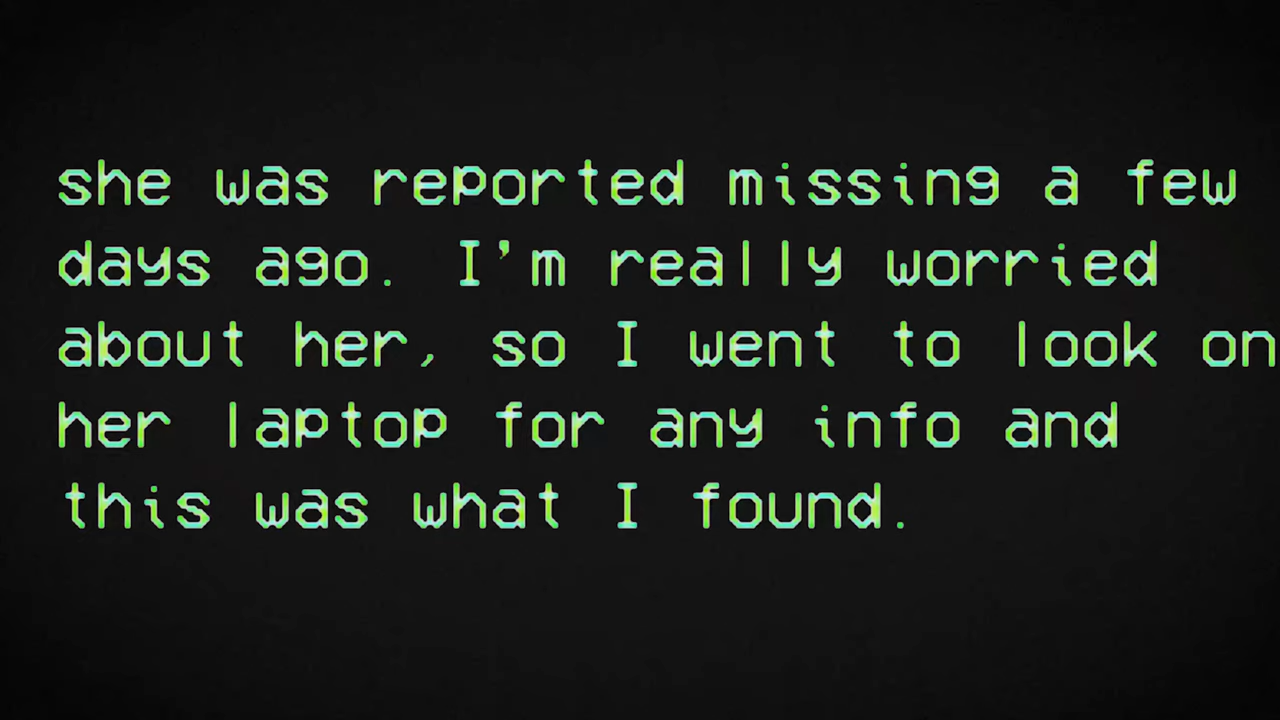 she was reported missing a few
days ago. I'm really worried
about her, so I went to look on
her laptop for any info and
this was what I found.